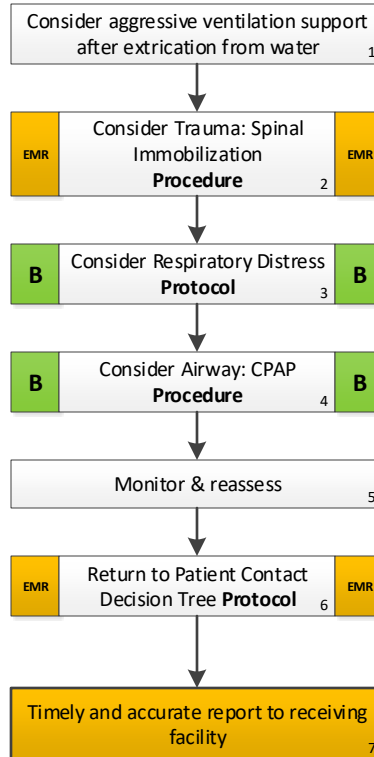 Consider aggressive ventilation support
after extrication from water
1
EMR
Consider Trauma: Spinal
Immobilization
Procedure
2
EMR
B
Consider Respiratory Distress
Protocol
3
B
B
Consider Airway: CPAP
Procedure
4
B
Monitor & reassess
5
EMR
Return to Patient Contact
Decision Tree Protocol
6
EMR
Timely and accurate report to receiving
facility
7